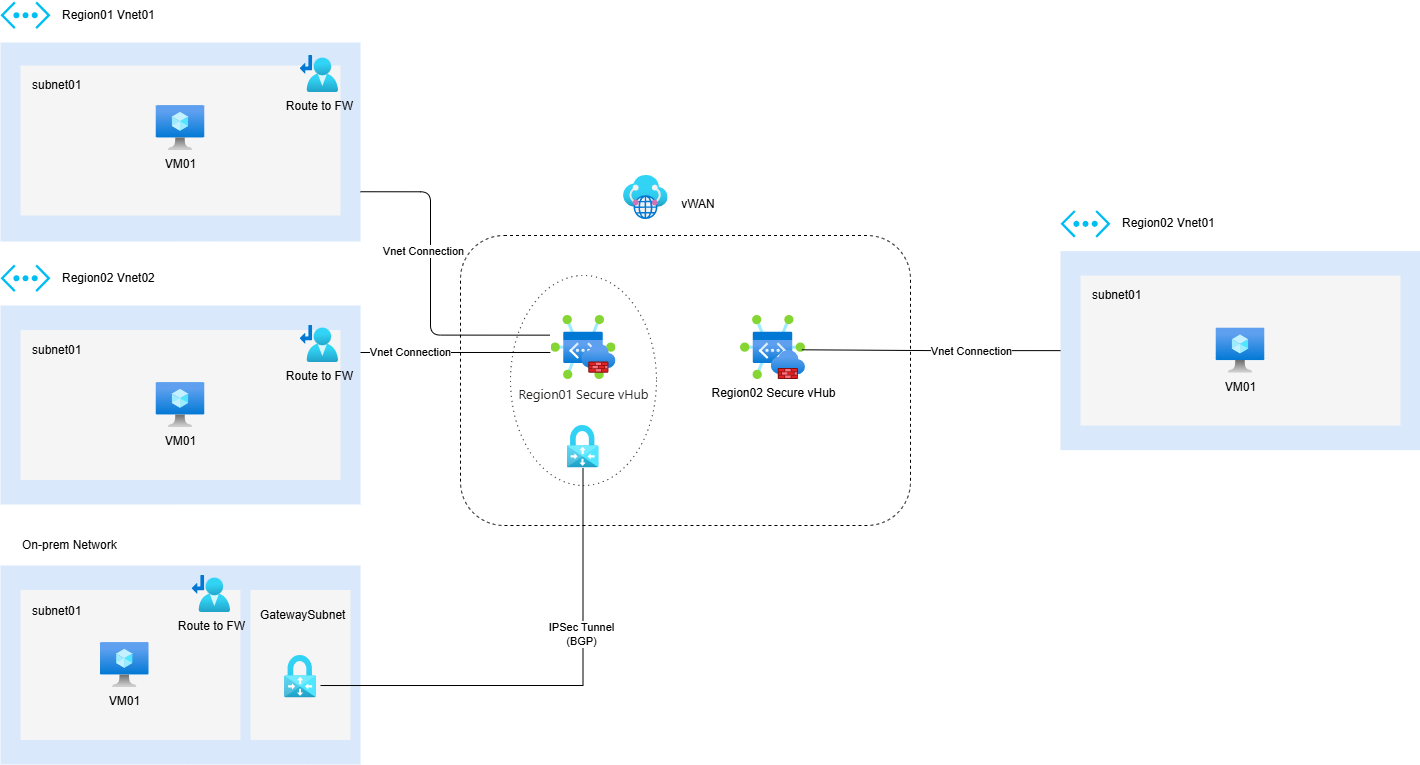 Region01 Vnet01
subnet01
Route to FW
VM01
Vnet Connection
Region02 Vnet02
subnet01
Route to FW
VM01
Vnet Connection
On-prem Network
subnet01
Route to FW
VM01
GatewaySubnet
IPSec Tunnel
(BGP)
vWAN
Region01 Secure vHub
Region02 Secure vHub
Vnet Connection
Region02 Vnet01
subnet01
VM01